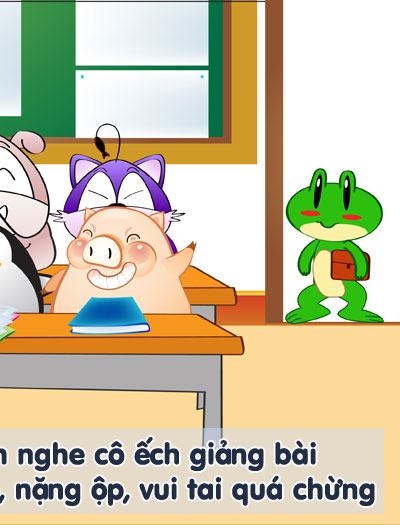 nghe cô ếch giảng bài
, nặng ộp, vui tai quá chừng